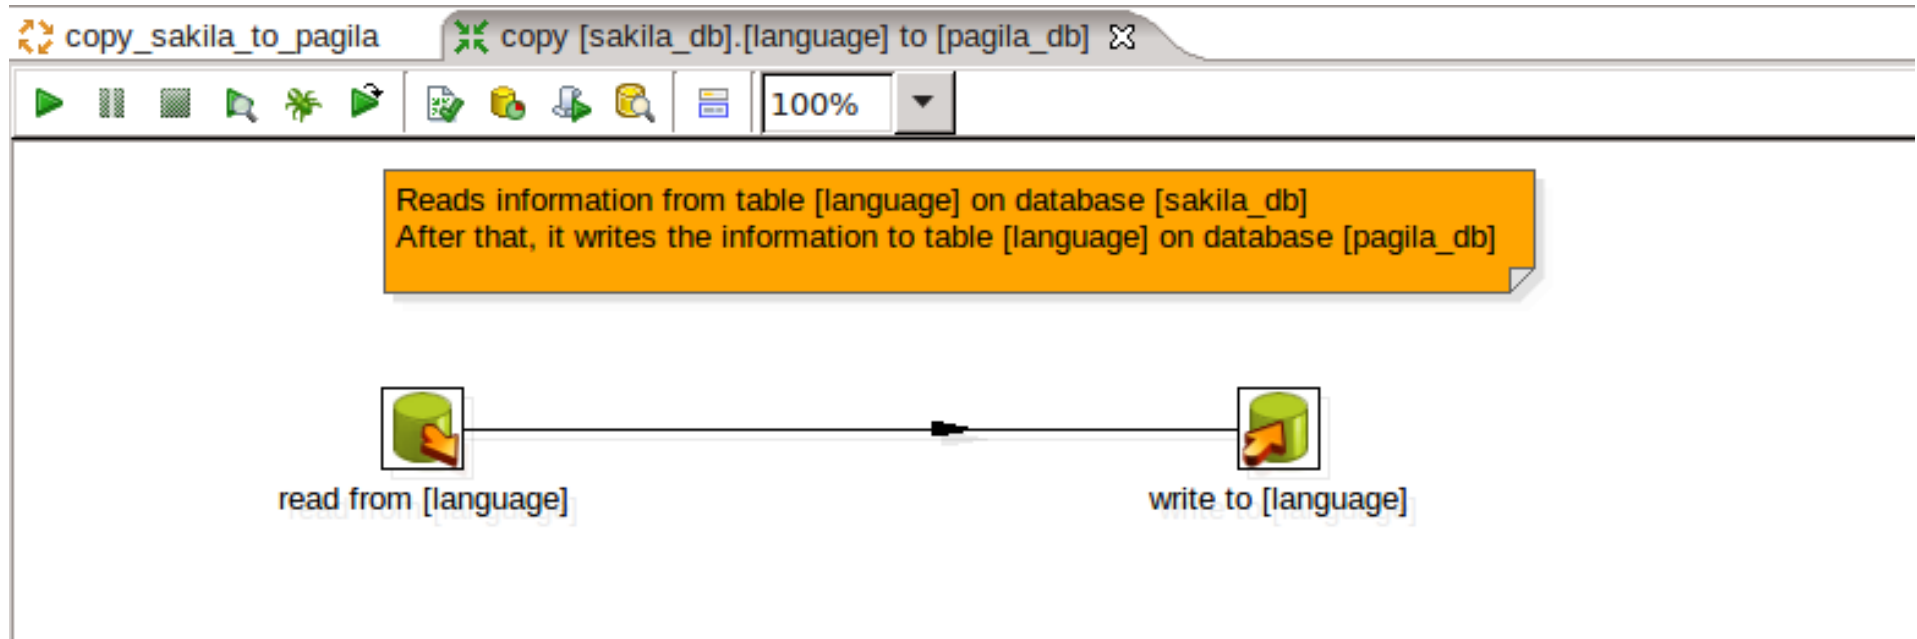 copy_sakila_to_pagila
copy [sakila_db].[language] to [pagila_db]
100%
Reads information from table [language] on database [sakila_db]
After that, it writes the information to table [language] on database [pagila_db]
read from [language]
write to [language]